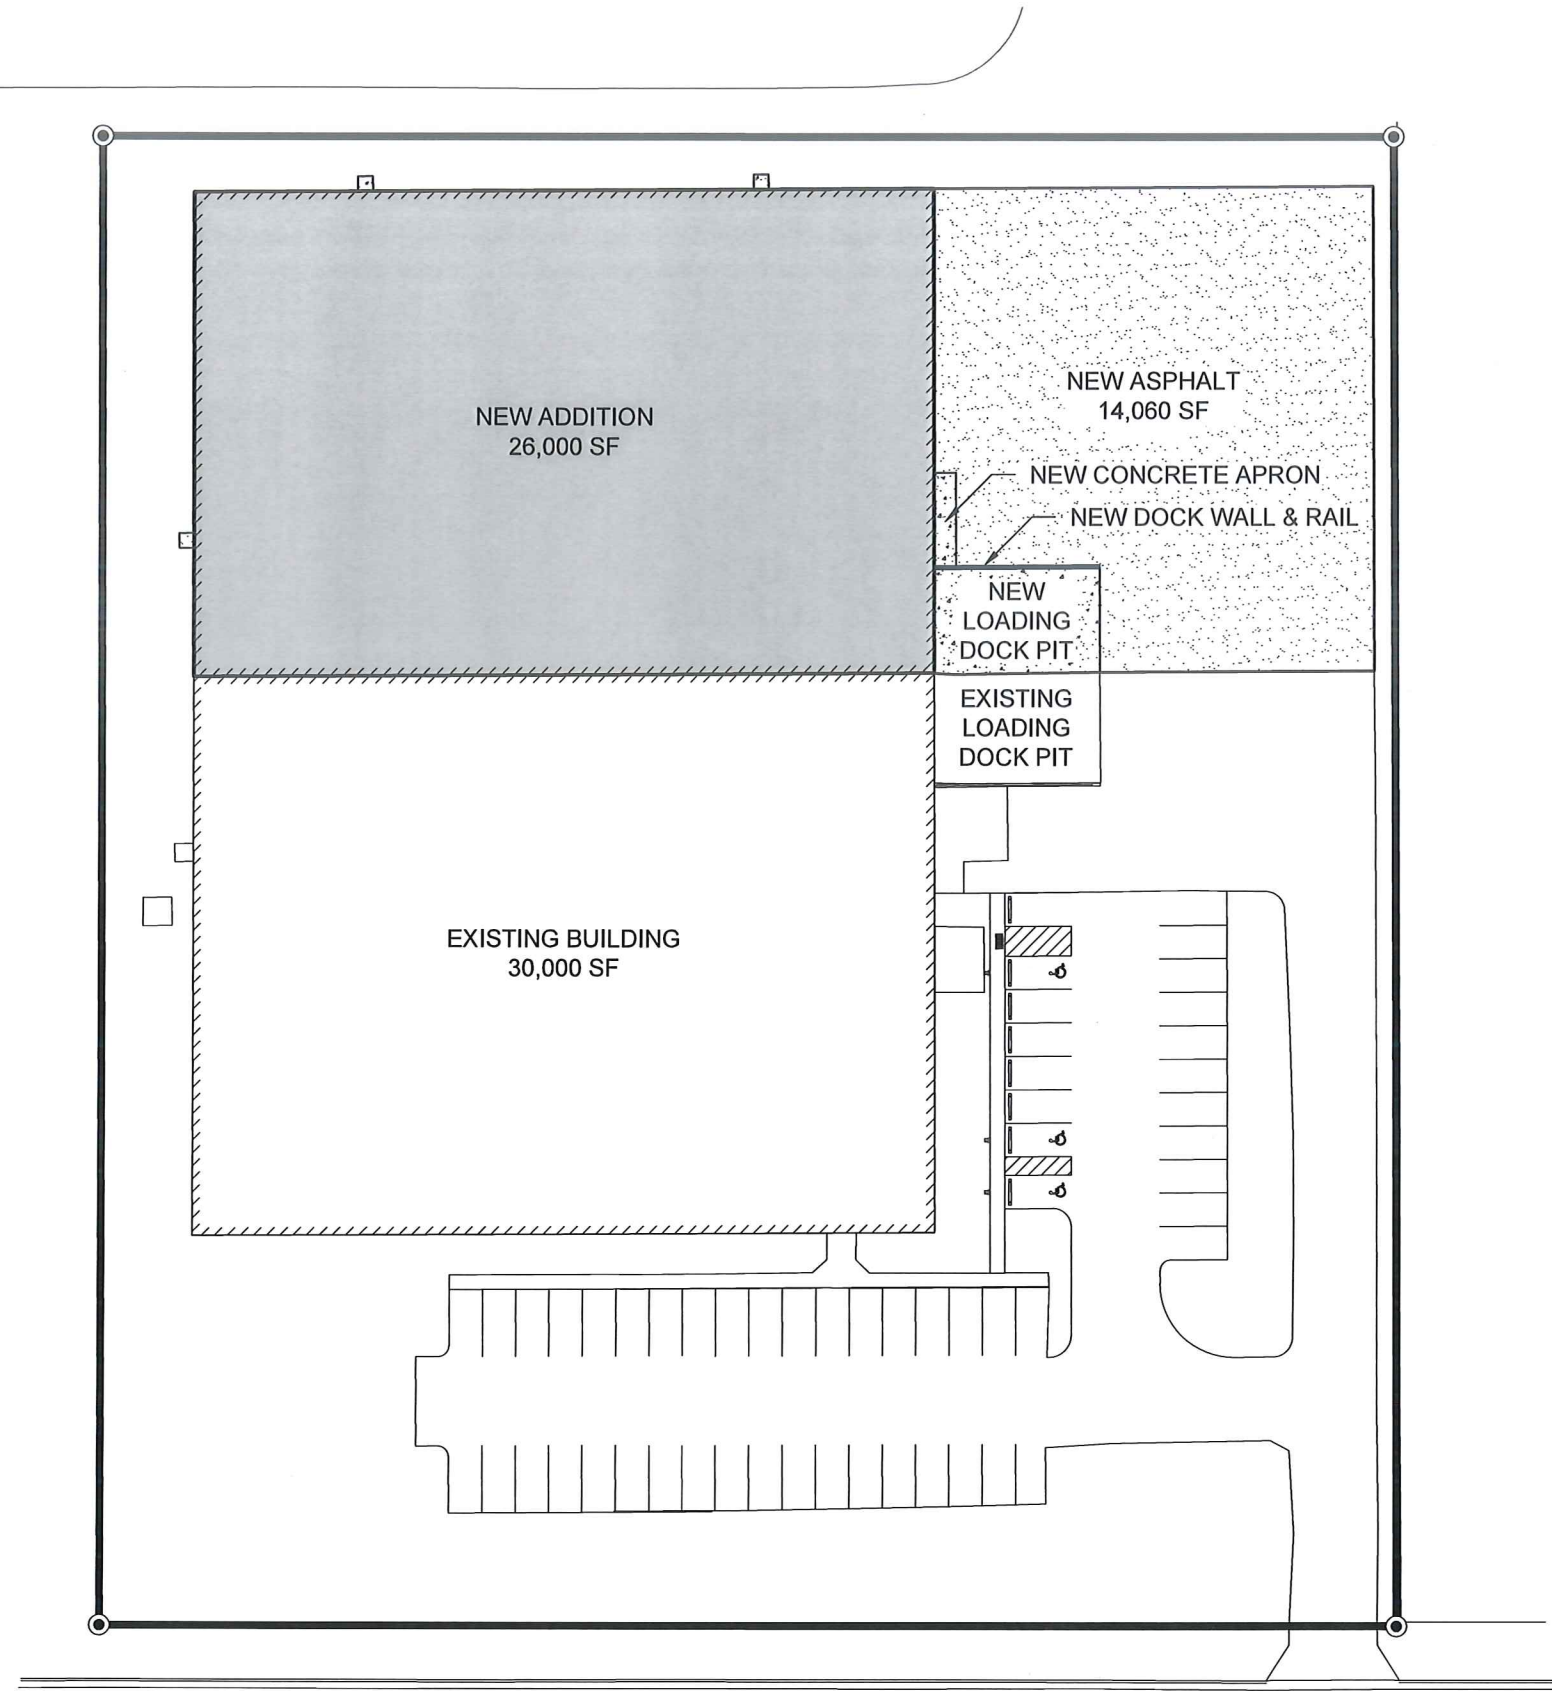 NEW ADDITION
26,000 SF
NEW ASPHALT
14,060 SF
NEW CONCRETE APRON
NEW DOCK WALL & RAIL
NEW
LOADING
DOCK PIT
EXISTING
LOADING
DOCK PIT
EXISTING BUILDING
30,000 SF